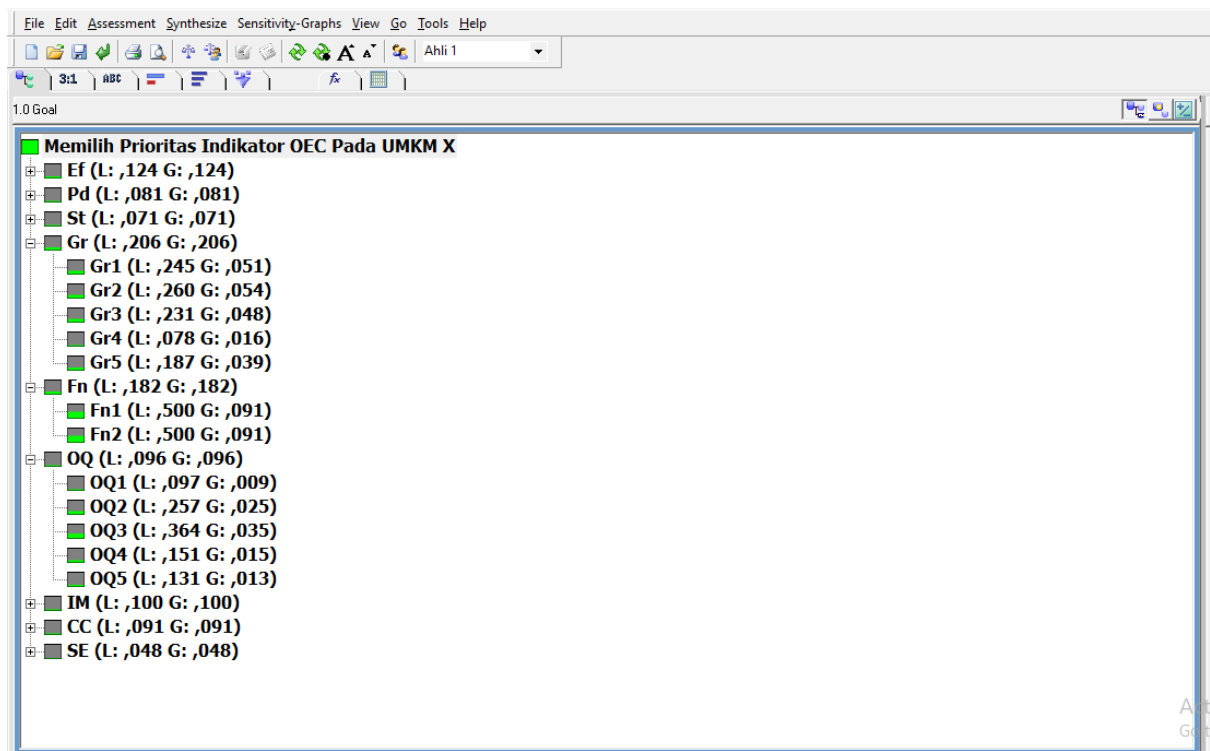 File Edit Assessment Synthesize Sensitivity-Graphs View Go Tools Help
A A Ahli 1
3:1 ABC fx
1.0 Goal
Memilih Prioritas Indikator OEC Pada UMKM X
Ef (L: ,124 G: ,124)
Pd (L: ,081 G: ,081)
St (L: ,071 G: ,071)
Gr (L: ,206 G: ,206)
Gr1 (L: ,245 G: ,051)
Gr2 (L: ,260 G: ,054)
Gr3 (L: ,231 G: ,048)
Gr4 (L: ,078 G: ,016)
Gr5 (L: ,187 G: ,039)
Fn (L: ,182 G: ,182)
Fn1 (L: ,500 G: ,091)
Fn2 (L: ,500 G: ,091)
OQ (L: ,096 G: ,096)
OQ1 (L: ,097 G: ,009)
OQ2 (L: ,257 G: ,025)
OQ3 (L: ,364 G: ,035)
OQ4 (L: ,151 G: ,015)
OQ5 (L: ,131 G: ,013)
IM (L: ,100 G: ,100)
CC (L: ,091 G: ,091)
SE (L: ,048 G: ,048)